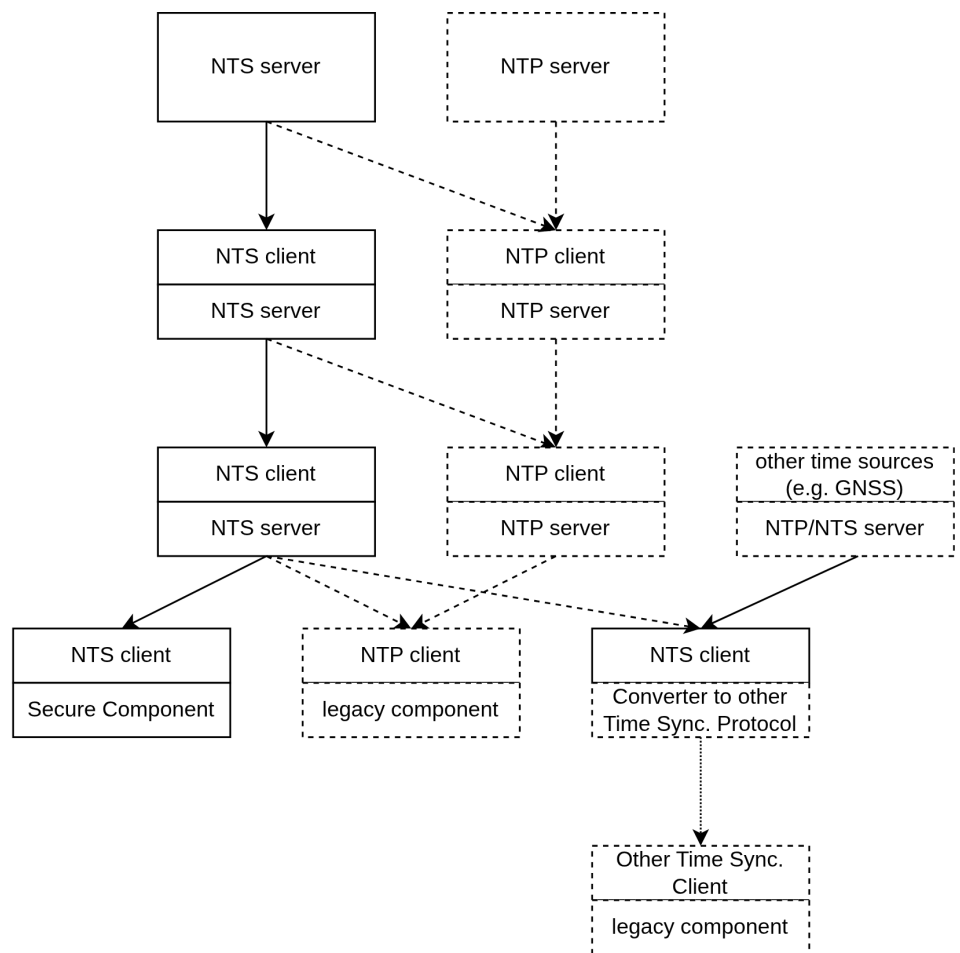 NTS server
NTP server
NTS client
NTP client
NTS server
NTP server
NTS client
NTP client
other time sources
(e.g. GNSS)
NTS server
NTP server
NTP/NTS server
NTS client
NTP client
NTS client
Secure Component
legacy component
Converter to other
Time Sync. Protocol
Other Time Sync.
Client
legacy component